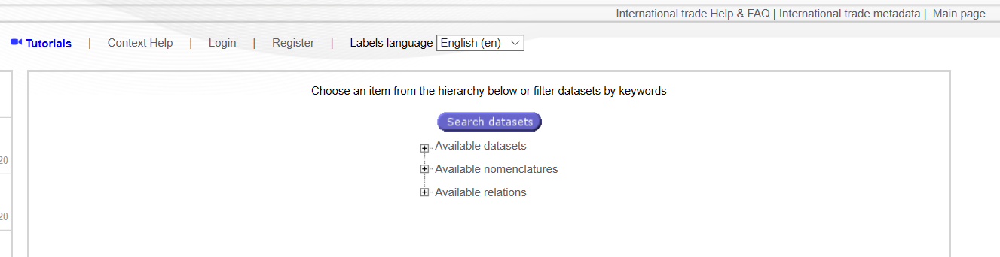 International trade Help & FAQ | International trade metadata | Main page
Tutorials | Context Help | Login | Register | Labels language English (en)
Choose an item from the hierarchy below or filter datasets by keywords
Search datasets
Available datasets
20
Available nomenclatures
Available relations
20